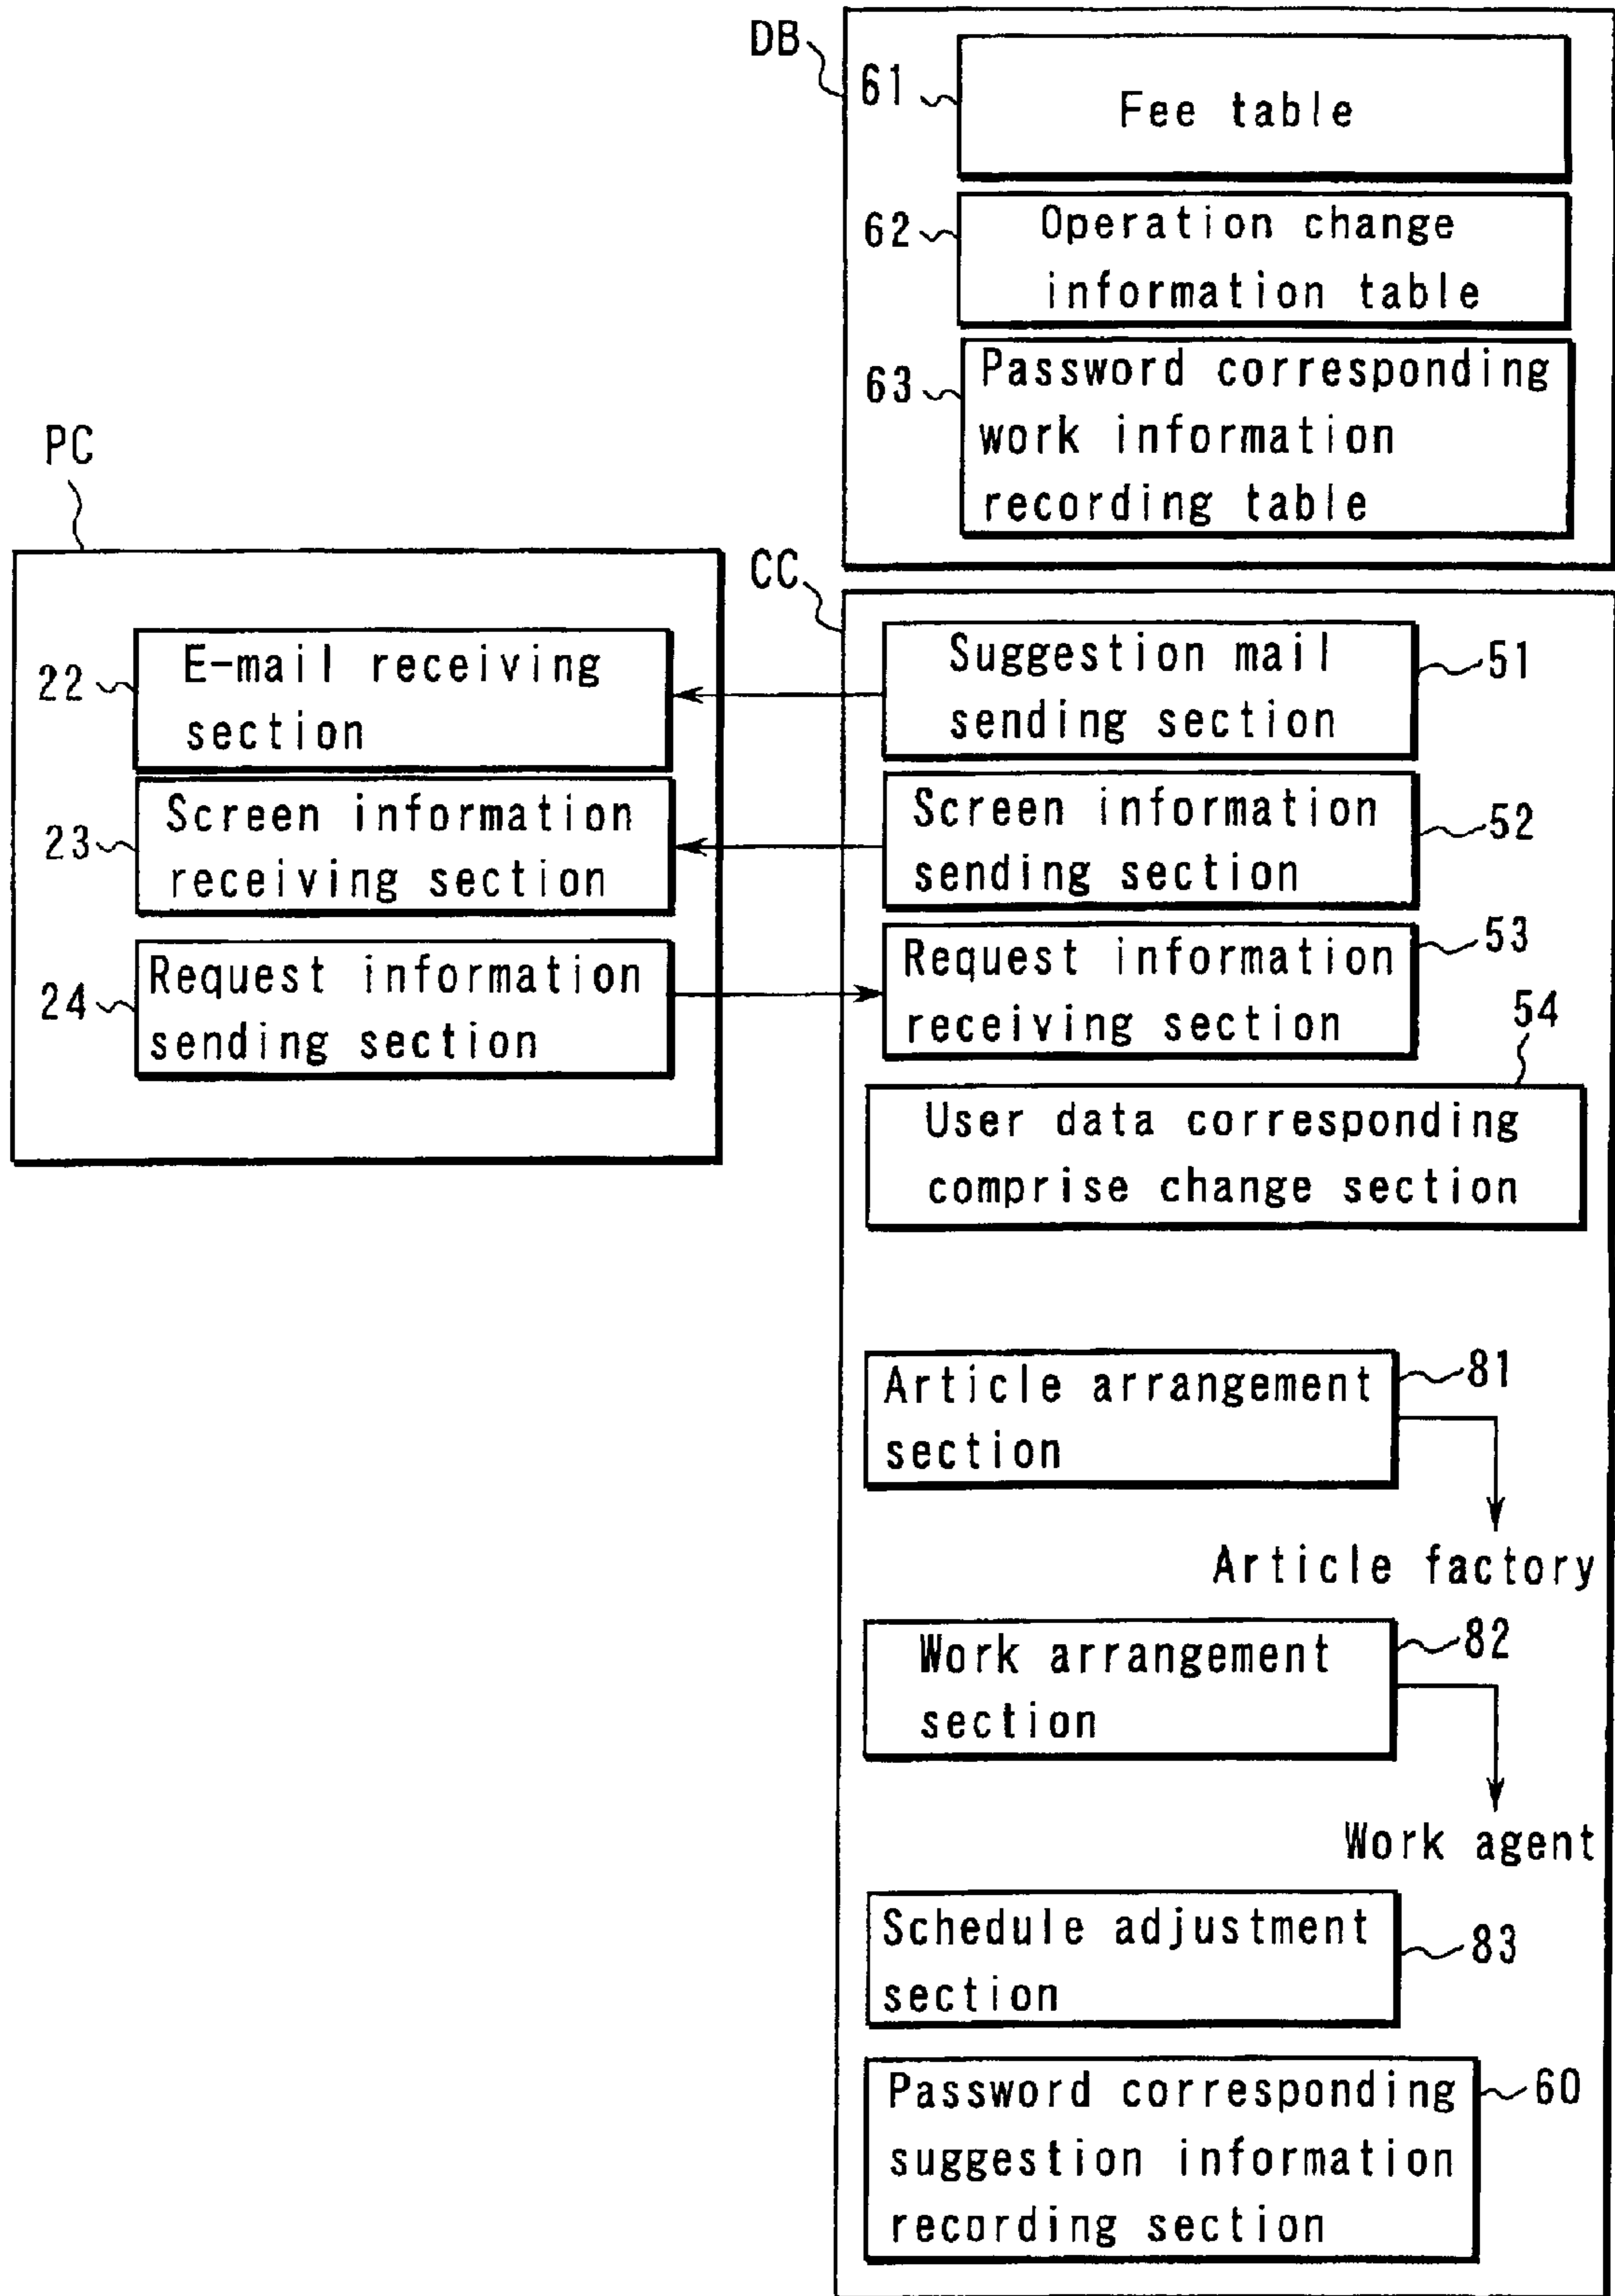 DB
61
Fee table
62
Operation change
information table
63
Password corresponding
work information
recording table
PC
22
E-mail receiving
section
23
Screen information
receiving section
24
Request information
sending section
CC
Suggestion mail
sending section
51
Screen information
sending section
52
Request information
receiving section
53
54
User data corresponding
comprise change section
Article arrangement
section
81
Article factory
Work arrangement
section
82
Work agent
Schedule adjustment
section
83
Password corresponding
suggestion information
recording section
60